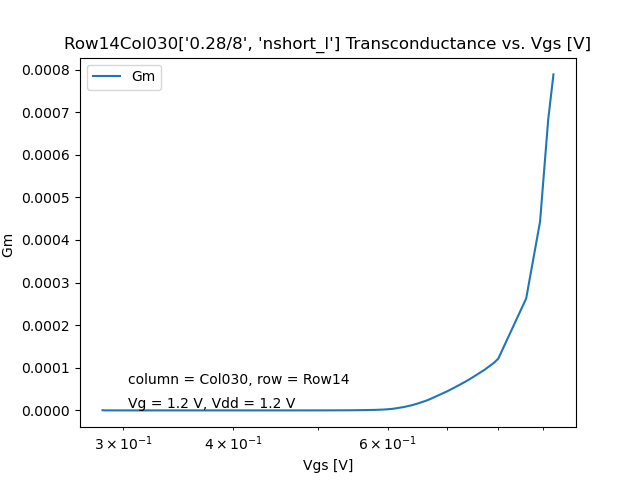 Row14Col030['0.28/8', 'nshort_l'] Transconductance vs. Vgs [V]
Gm
0.0008
0.0007
0.0006
0.0005
0.0004
0.0003
0.0002
0.0001
0.0000
Gm
column = Col030, row = Row14
Vg = 1.2 V, Vdd = 1.2 V
3 × 10⁻¹
4 × 10⁻¹
6 × 10⁻¹
Vgs [V]